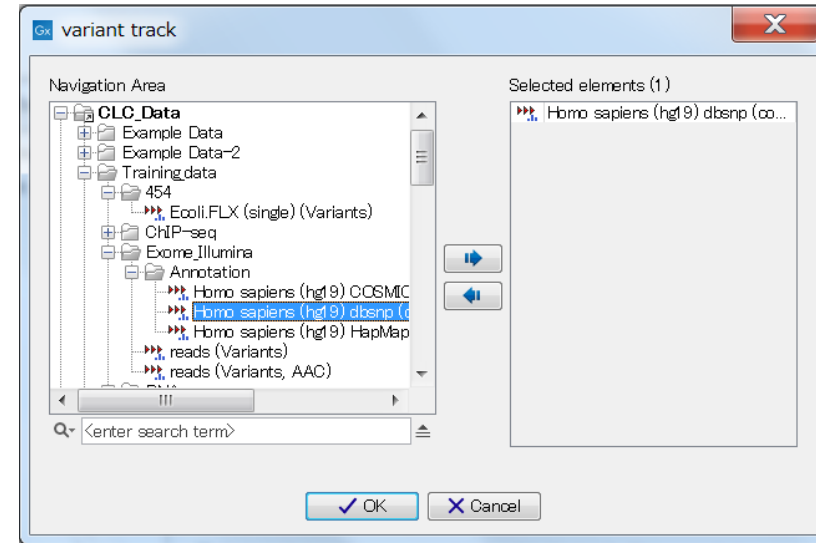 Gx variant track
Navigation Area
CLC_Data
Example Data
Example Data-2
Training_data
454
Ecoli.FLX (single) (Variants)
ChIP-seq
Exome_Illumina
Annotation
Homo sapiens (hg19) COSMIC
Homo sapiens (hg19) dbsnp (c
Homo sapiens (hg19) HapMap
reads (Variants)
reads (Variants, AAC)
<enter search term>
Selected elements (1)
Homo sapiens (hg19) dbsnp (co...
OK
Cancel